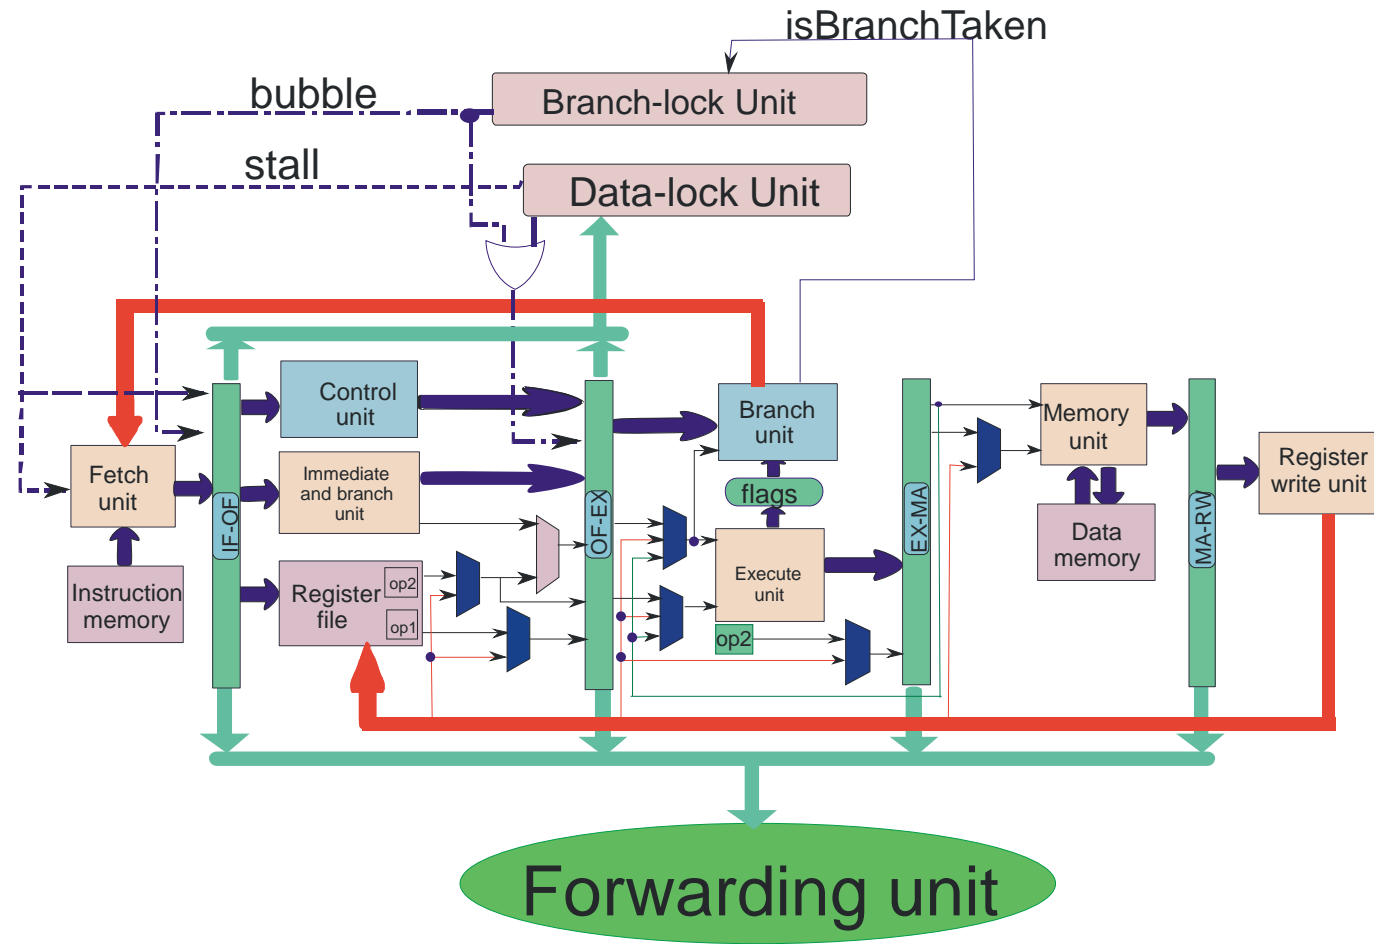 isBranchTaken
bubble
Branch-lock Unit
stall
Data-lock Unit
Control
unit
Branch
unit
Memory
unit
Fetch
unit
Immediate
and branch
unit
flags
Register
write unit
IF-OF
OF-EX
EX-MA
MA-RW
Instruction
memory
Register
file
op2
op1
Execute
unit
op2
Data
memory
Forwarding unit